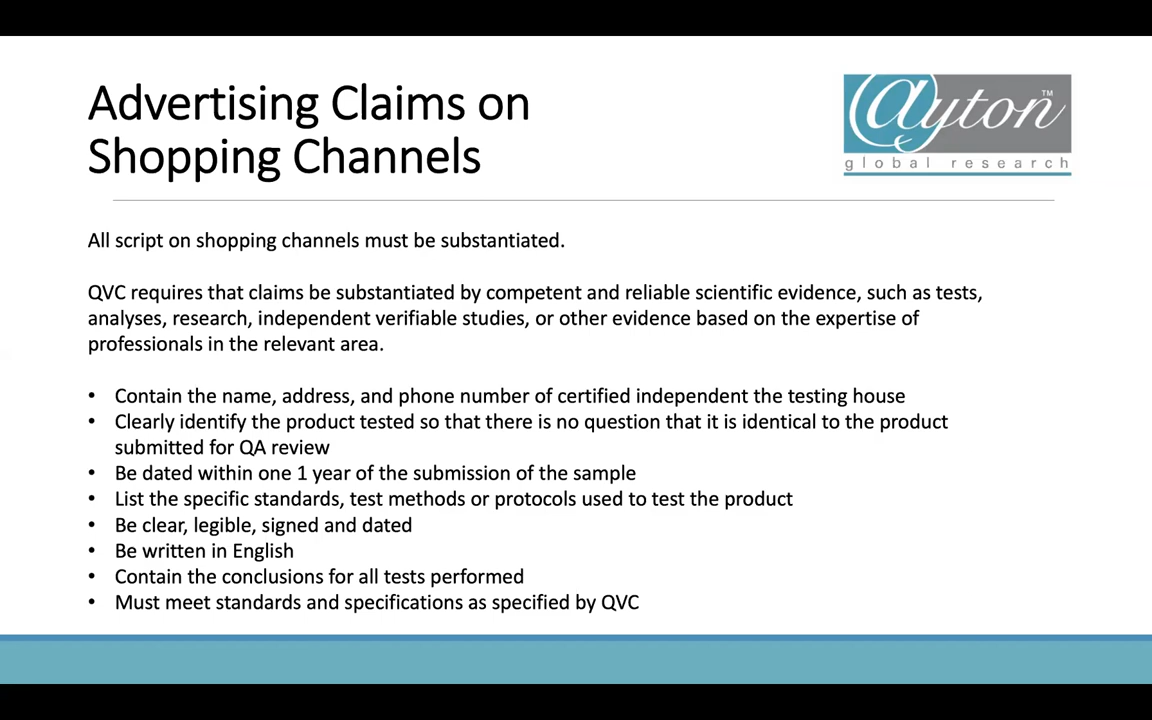 Advertising Claims on
Shopping Channels
@yton™
global research
All script on shopping channels must be substantiated.
QVC requires that claims be substantiated by competent and reliable scientific evidence, such as tests,
analyses, research, independent verifiable studies, or other evidence based on the expertise of
professionals in the relevant area.
• Contain the name, address, and phone number of certified independent the testing house
• Clearly identify the product tested so that there is no question that it is identical to the product
submitted for QA review
• Be dated within one 1 year of the submission of the sample
• List the specific standards, test methods or protocols used to test the product
• Be clear, legible, signed and dated
• Be written in English
• Contain the conclusions for all tests performed
• Must meet standards and specifications as specified by QVC